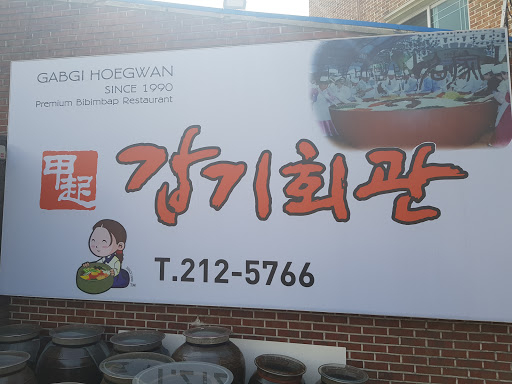 GABGI HOEGWAN
SINCE 1990
Premium Bibimbap Restaurant
甲起
갑기회관
T.212-5766